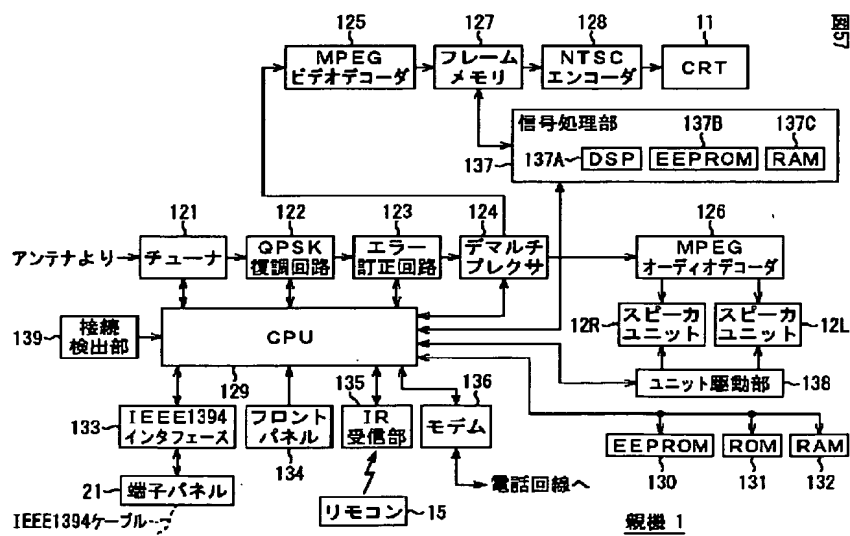 図57
125
127
128
11
MPEG
ビデオデコーダ
フレーム
メモリ
NTSC
エンコーダ
CRT
信号処理部
137B
137C
137
137A
DSP
EEPROM
RAM
121
122
123
124
126
アンテナより
チューナ
QPSK
復調回路
エラー
訂正回路
デマルチ
プレクサ
MPEG
オーディオデコーダ
12R
スピーカ
ユニット
スピーカ
ユニット
12L
139
接続
検出部
CPU
129
135
136
ユニット駆動部
138
133
IEEE1394
インタフェース
フロント
パネル
134
IR
受信部
モデム
EEPROM
130
ROM
131
RAM
132
21
端子パネル
電話回線へ
リモコン
15
IEEE1394ケーブル
親機 1